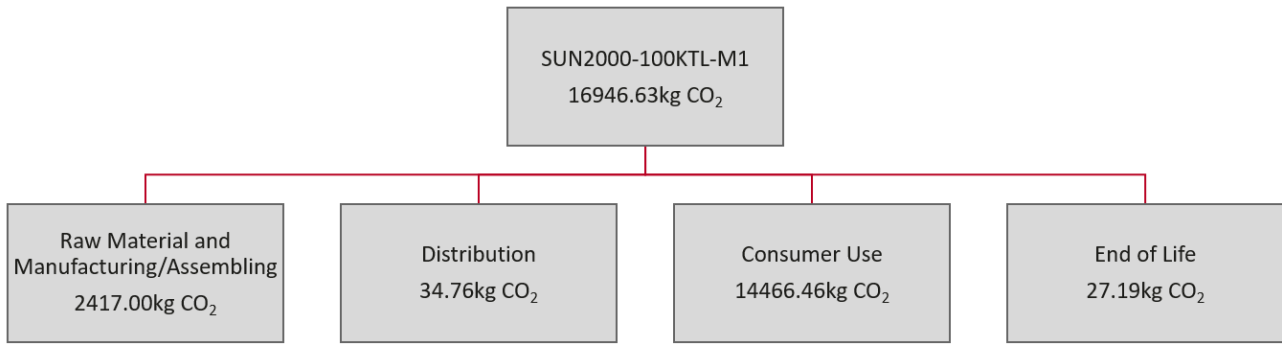 SUN2000-100KTL-M1
16946.63kg CO₂
Raw Material and
Manufacturing/Assembling
2417.00kg CO₂
Distribution
34.76kg CO₂
Consumer Use
14466.46kg CO₂
End of Life
27.19kg CO₂